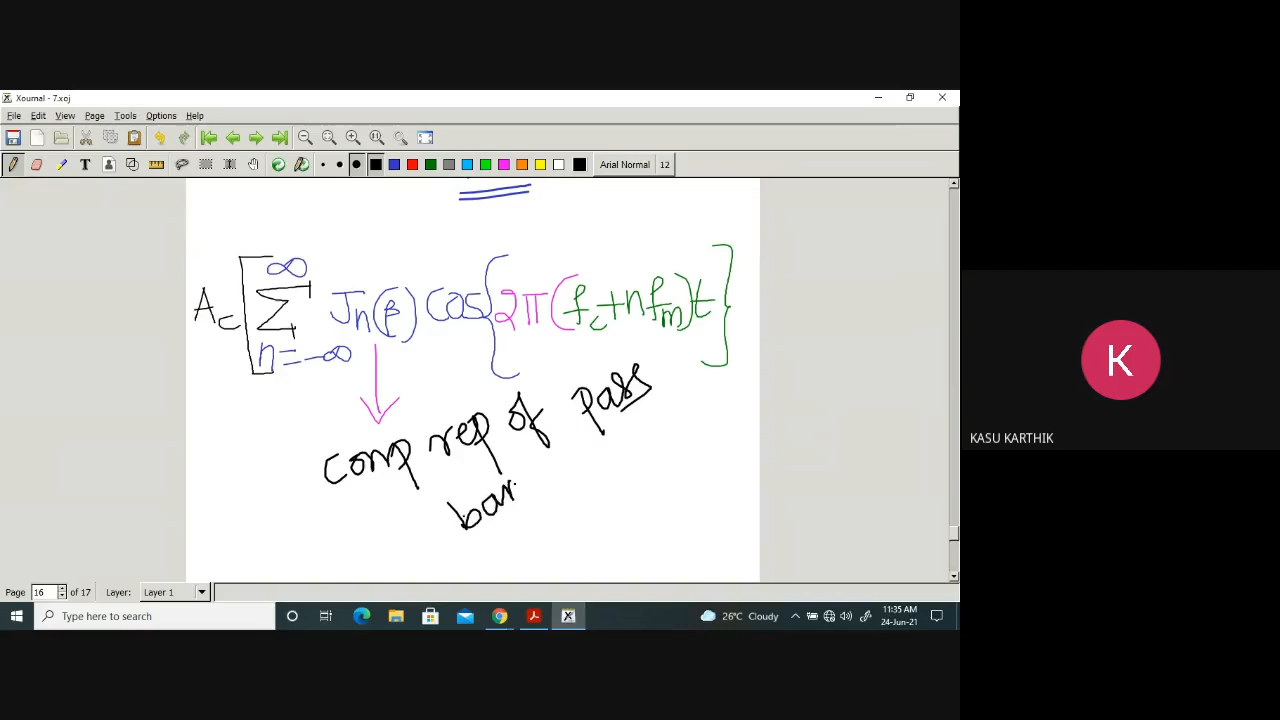 Xournal - 7.xoj
File Edit View Page Tools Options Help
Arial Normal 12
A_c [ ∞ ∑ n=-∞ J_n(β) cos{2π(f_c+nf_m)t}
comp rep of pass
ban
K
KASU KARTHIK
Page 16 of 17 Layer: Layer 1
Type here to search
26°C Cloudy
11:35 AM
24-Jun-21